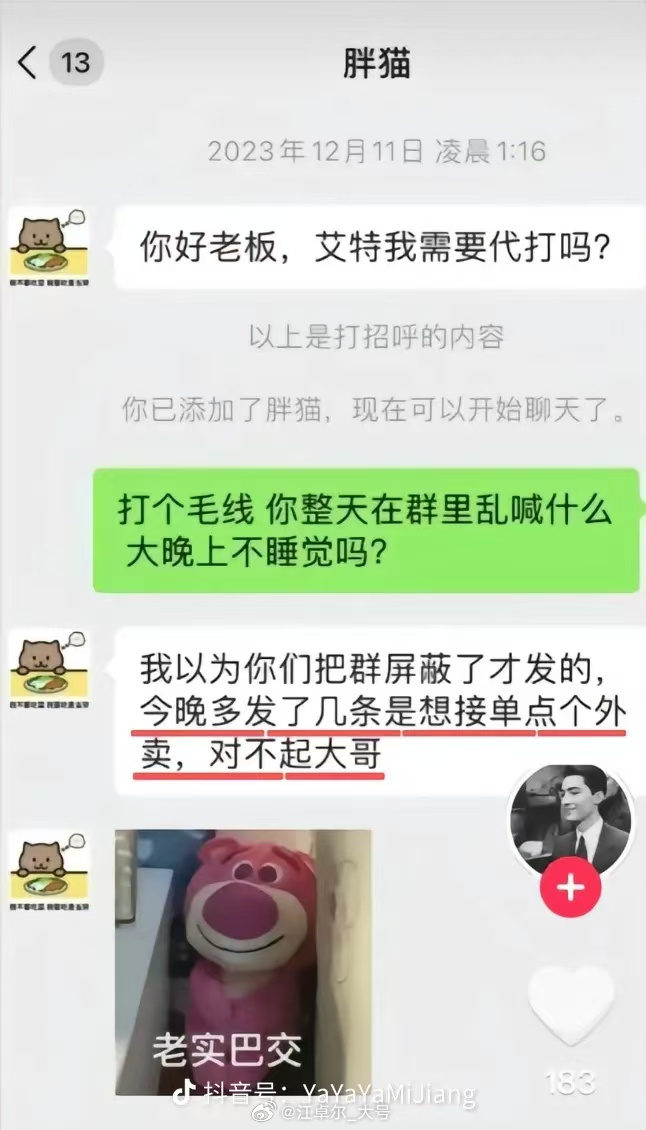 13
胖猫
2023年12月11日 凌晨1:16
你好老板，艾特我需要代打吗？
以上是打招呼的内容
你已添加了胖猫，现在可以开始聊天了。
打个毛线 你整天在群里乱喊什么
大晚上不睡觉吗？
我以为你们把群屏蔽了才发的，
今晚多发了几条是想接单点个外
卖，对不起大哥
老实巴交
183
抖音号：YaYaYaMiJiang
@江卓尔_大号